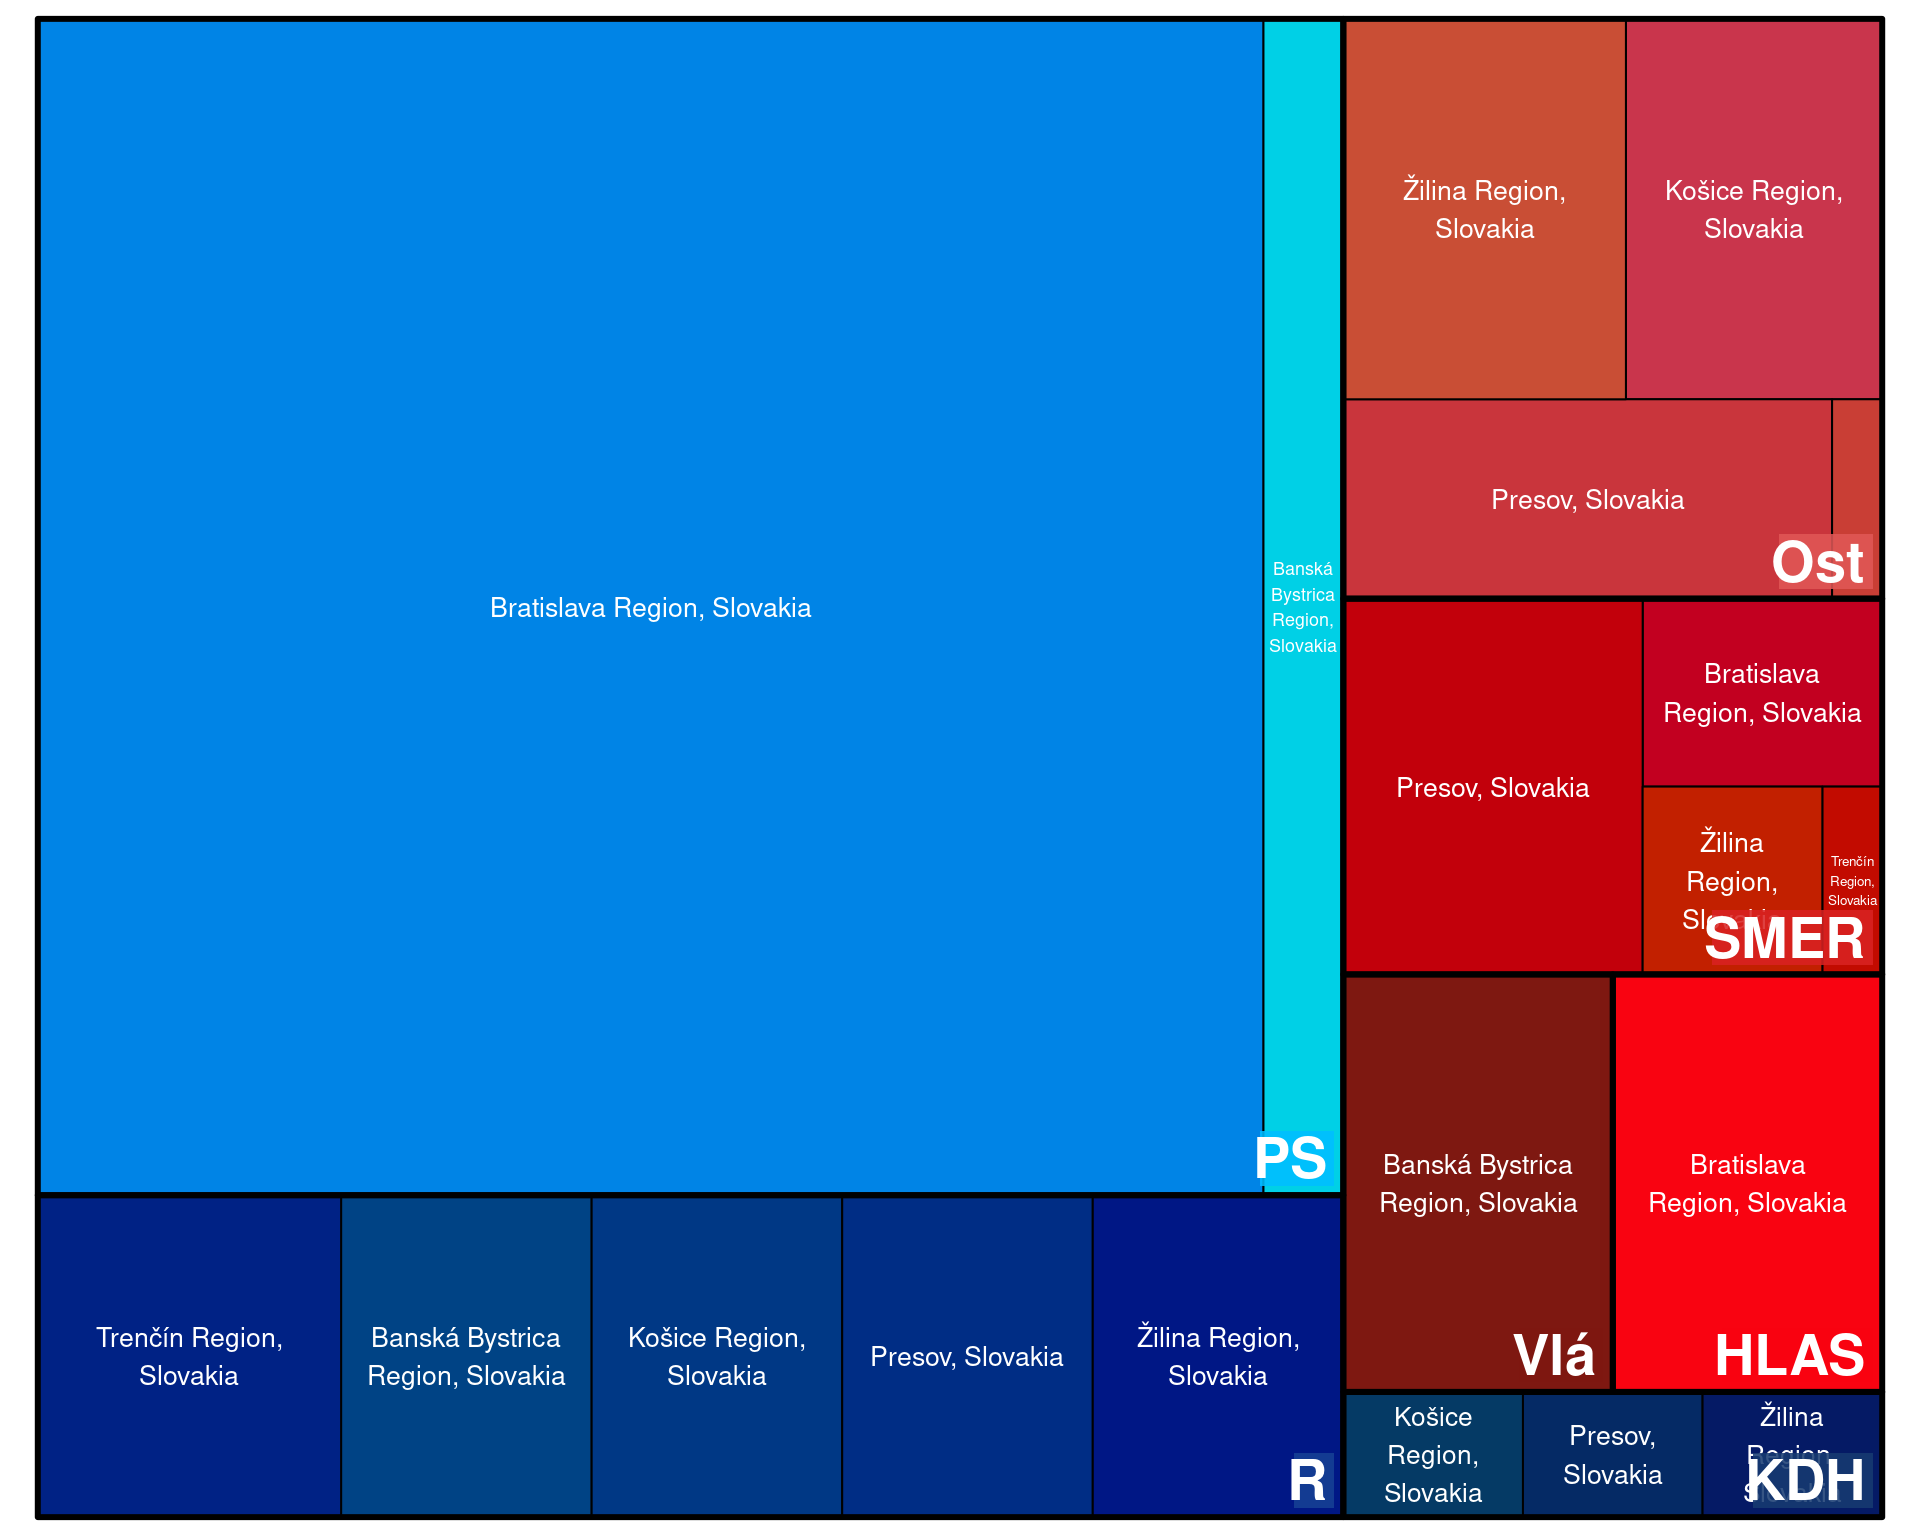 Bratislava Region, Slovakia
Banská
Bystrica
Region,
Slovakia
PS
Trenčín Region,
Slovakia
Banská Bystrica
Region, Slovakia
Košice Region,
Slovakia
Presov, Slovakia
Žilina Region,
Slovakia
R
Žilina Region,
Slovakia
Košice Region,
Slovakia
Presov, Slovakia
Ost
Presov, Slovakia
Bratislava
Region, Slovakia
Žilina
Region,
Slovakia
Trenčín
Region,
Slovakia
SMER
Banská Bystrica
Region, Slovakia
Vlá
Bratislava
Region, Slovakia
HLAS
Košice
Region,
Slovakia
Presov,
Slovakia
Žilina
Region,
Slovakia
KDH